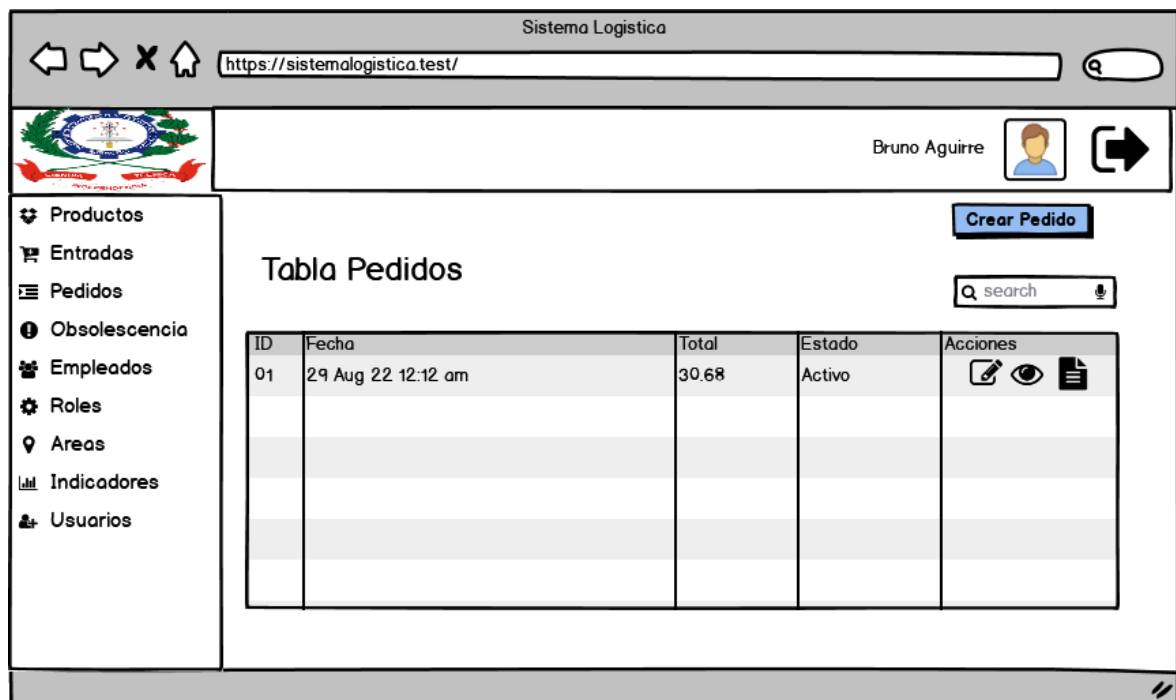 Sistema Logistica
https://sistemalogistica.test/
Bruno Aguirre
Productos
Entradas
Pedidos
Obsolescencia
Empleados
Roles
Areas
Indicadores
Usuarios
Crear Pedido
Tabla Pedidos
search
ID Fecha Total Estado Acciones
01 29 Aug 22 12:12 am 30.68 Activo